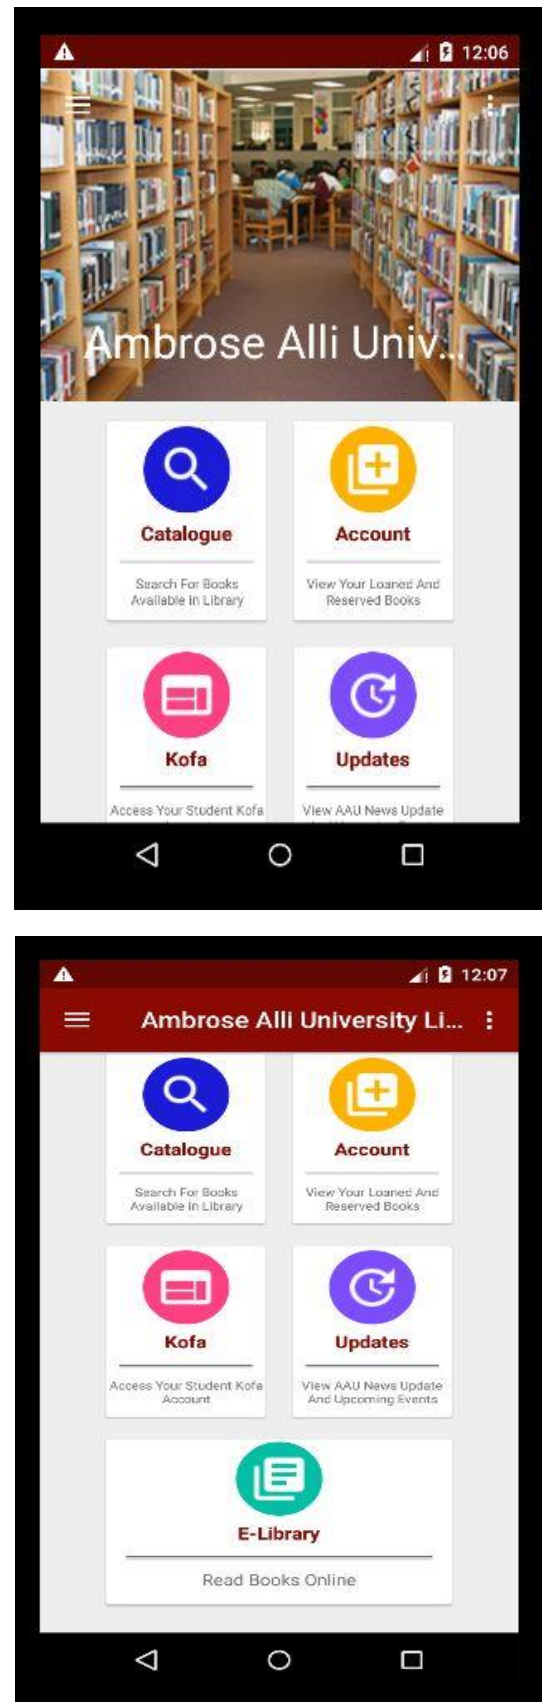 12:06
Ambrose Alli Univ...
Catalogue
Account
Search For Books
Available in Library
View Your Loaned And
Reserved Books
Kofa
Updates
Access Your Student Kofa
View AAU News Update
12:07
Ambrose Alli University Li...
Catalogue
Account
Search For Books
Available in Library
View Your Loaned And
Reserved Books
Kofa
Updates
Access Your Student Kofa
Account
View AAU News Update
And Upcoming Events
E-Library
Read Books Online